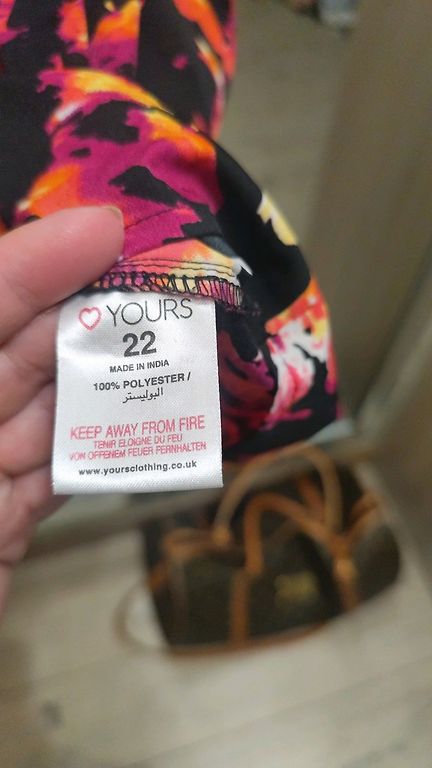 YOURS
22
MADE IN INDIA
100% POLYESTER /
البوليستر
KEEP AWAY FROM FIRE
TENIR ELOIGNE DU FEU
VON OFFENEM FEUER FERNHALTEN
www.yoursclothing.co.uk